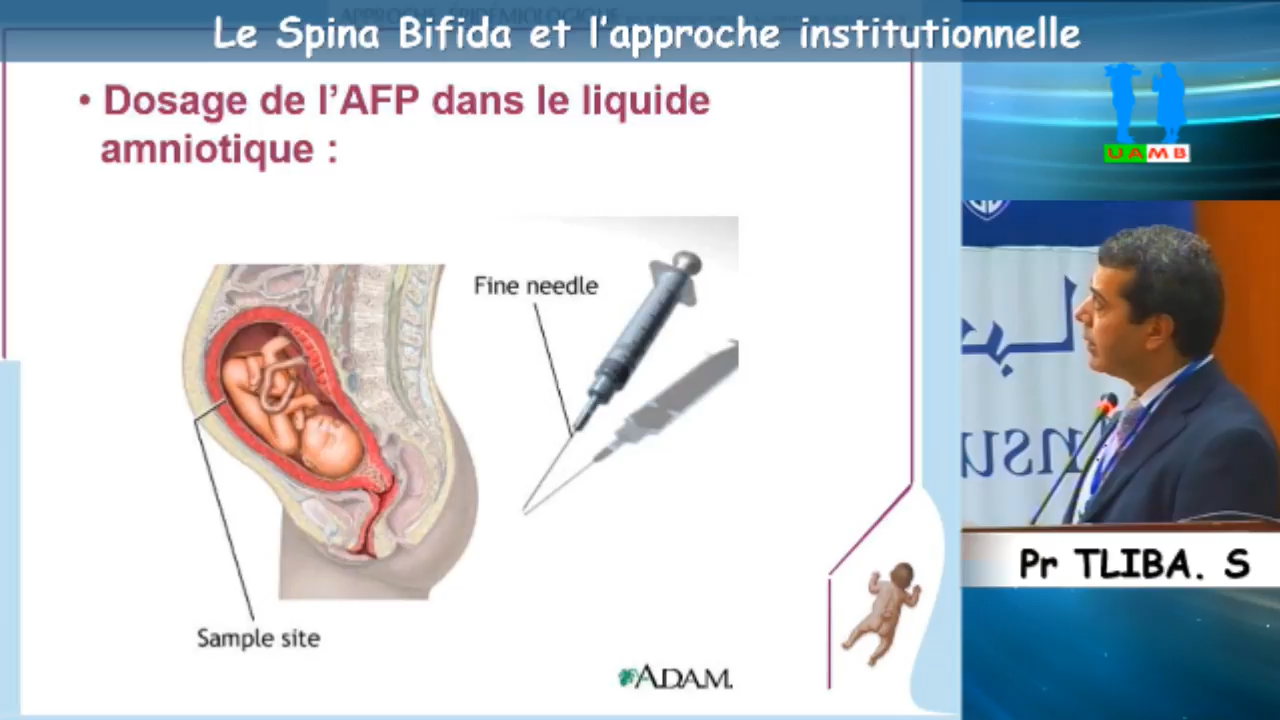 Le Spina Bifida et l'approche institutionnelle
• Dosage de l'AFP dans le liquide
amniotique :
Fine needle
Sample site
A.D.A.M.
UAMB
Pr TLIBA. S